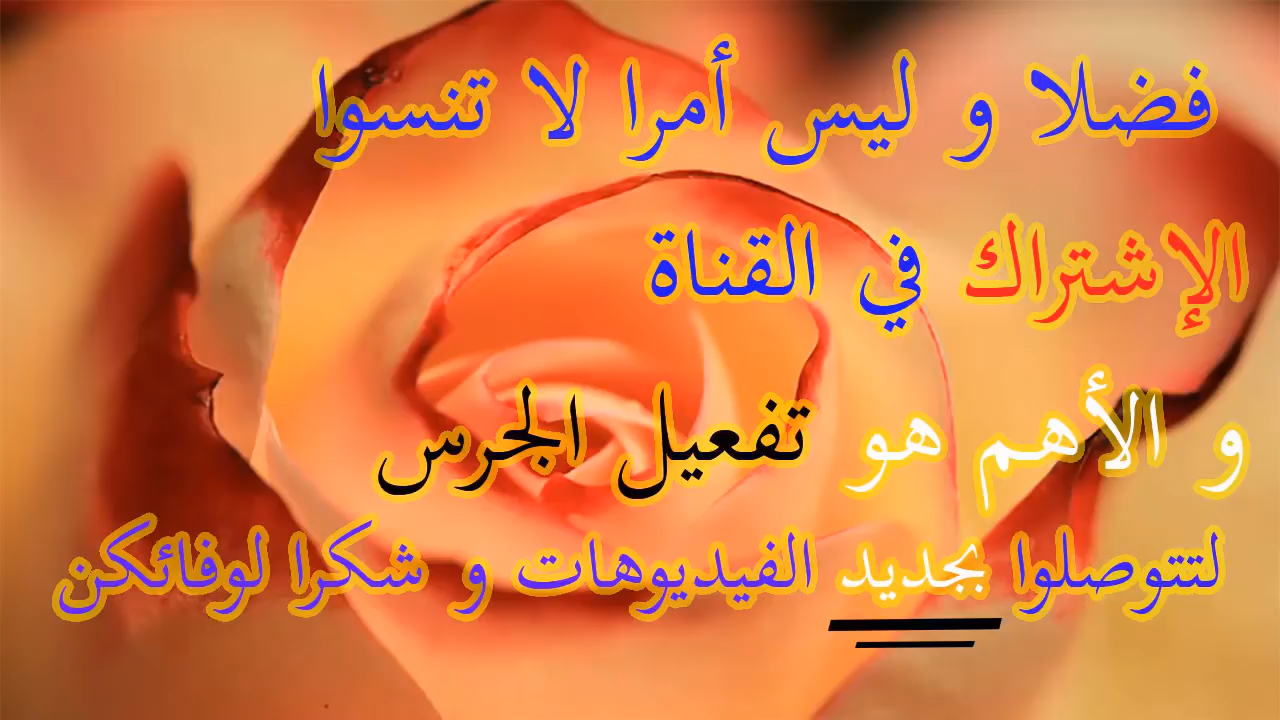 فضلا و ليس أمرا لا تنسوا
الإشتراك في القناة
و الأهم هو تفعيل الجرس
لتتوصلوا بجديد الفيديوهات و شكرا لوفائكن